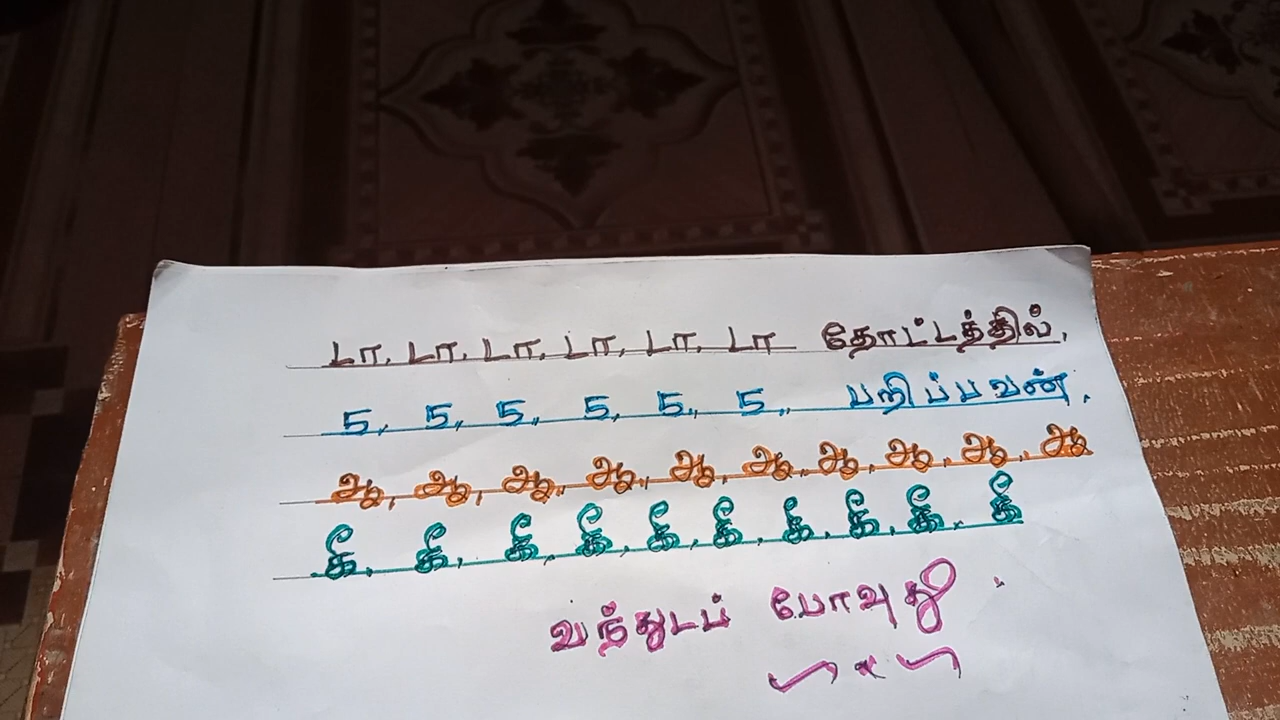 டா, டா, டா, டா, டா, டா தோட்டத்தில்,
5, 5, 5, 5, 5, 5, பறிப்பவன்,
ஆ, ஆ, ஆ, ஆ, ஆ, ஆ, ஆ, ஆ, ஆ, ஆ
கீ, கீ, கீ, கீ, கீ, கீ, கீ, கீ, கீ, கீ
வந்துடப் போவுது.